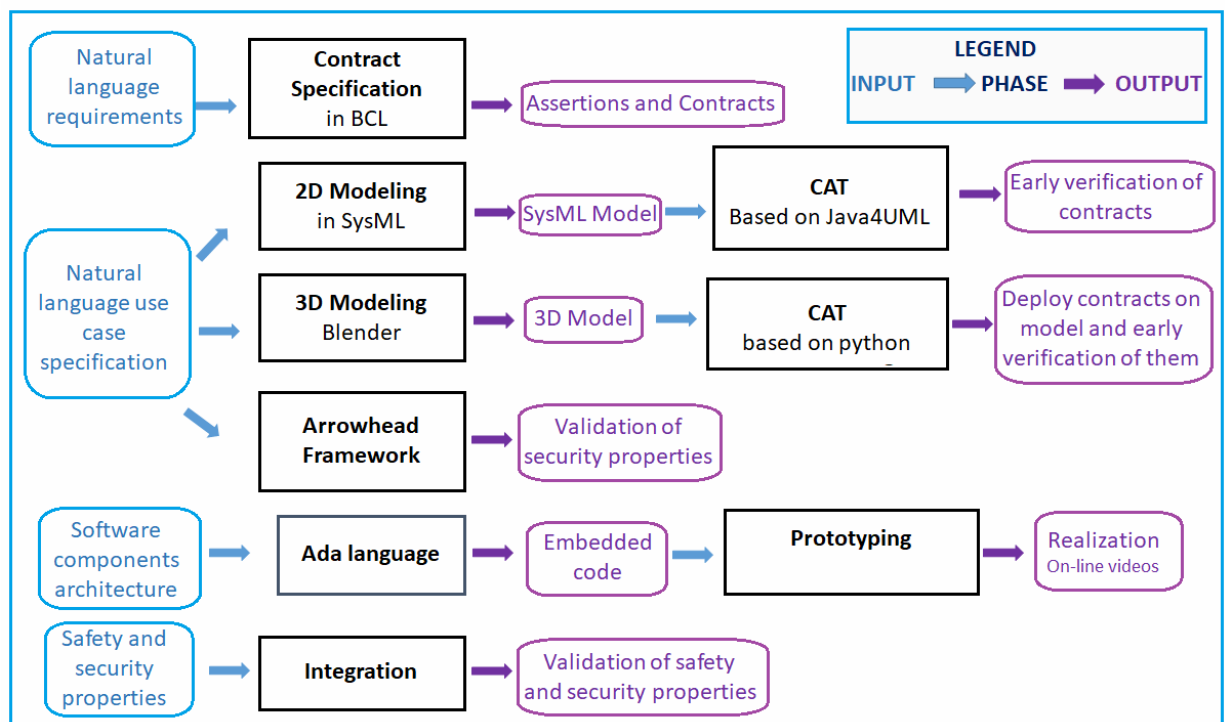 Natural
language
requirements
Contract
Specification
in BCL
Assertions and Contracts
LEGEND
INPUT PHASE OUTPUT
Natural
language use
case
specification
2D Modeling
in SysML
SysML Model
CAT
Based on Java4UML
Early verification of
contracts
3D Modeling
Blender
3D Model
CAT
based on python
Deploy contracts on
model and early
verification of them
Arrowhead
Framework
Validation of
security properties
Software
components
architecture
Ada language
Embedded
code
Prototyping
Realization
On-line videos
Safety and
security
properties
Integration
Validation of safety
and security properties